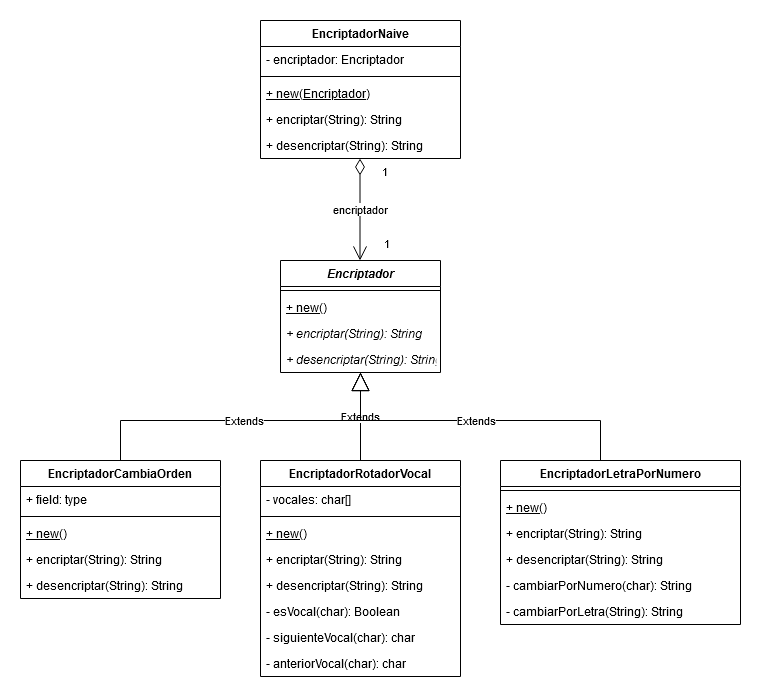 EncriptadorNaive
- encriptador: Encriptador
+ new(Encriptador)
+ encriptar(String): String
+ desencriptar(String): String
1
encriptador
1
Encriptador
+ new()
+ encriptar(String): String
+ desencriptar(String): Strin
Extends
Extends
Extends
EncriptadorCambiaOrden
+ field: type
+ new()
+ encriptar(String): String
+ desencriptar(String): String
EncriptadorRotadorVocal
- vocales: char[]
+ new()
+ encriptar(String): String
+ desencriptar(String): String
- esVocal(char): Boolean
- siguienteVocal(char): char
- anteriorVocal(char): char
EncriptadorLetraPorNumero
+ new()
+ encriptar(String): String
+ desencriptar(String): String
- cambiarPorNumero(char): String
- cambiarPorLetra(String): String